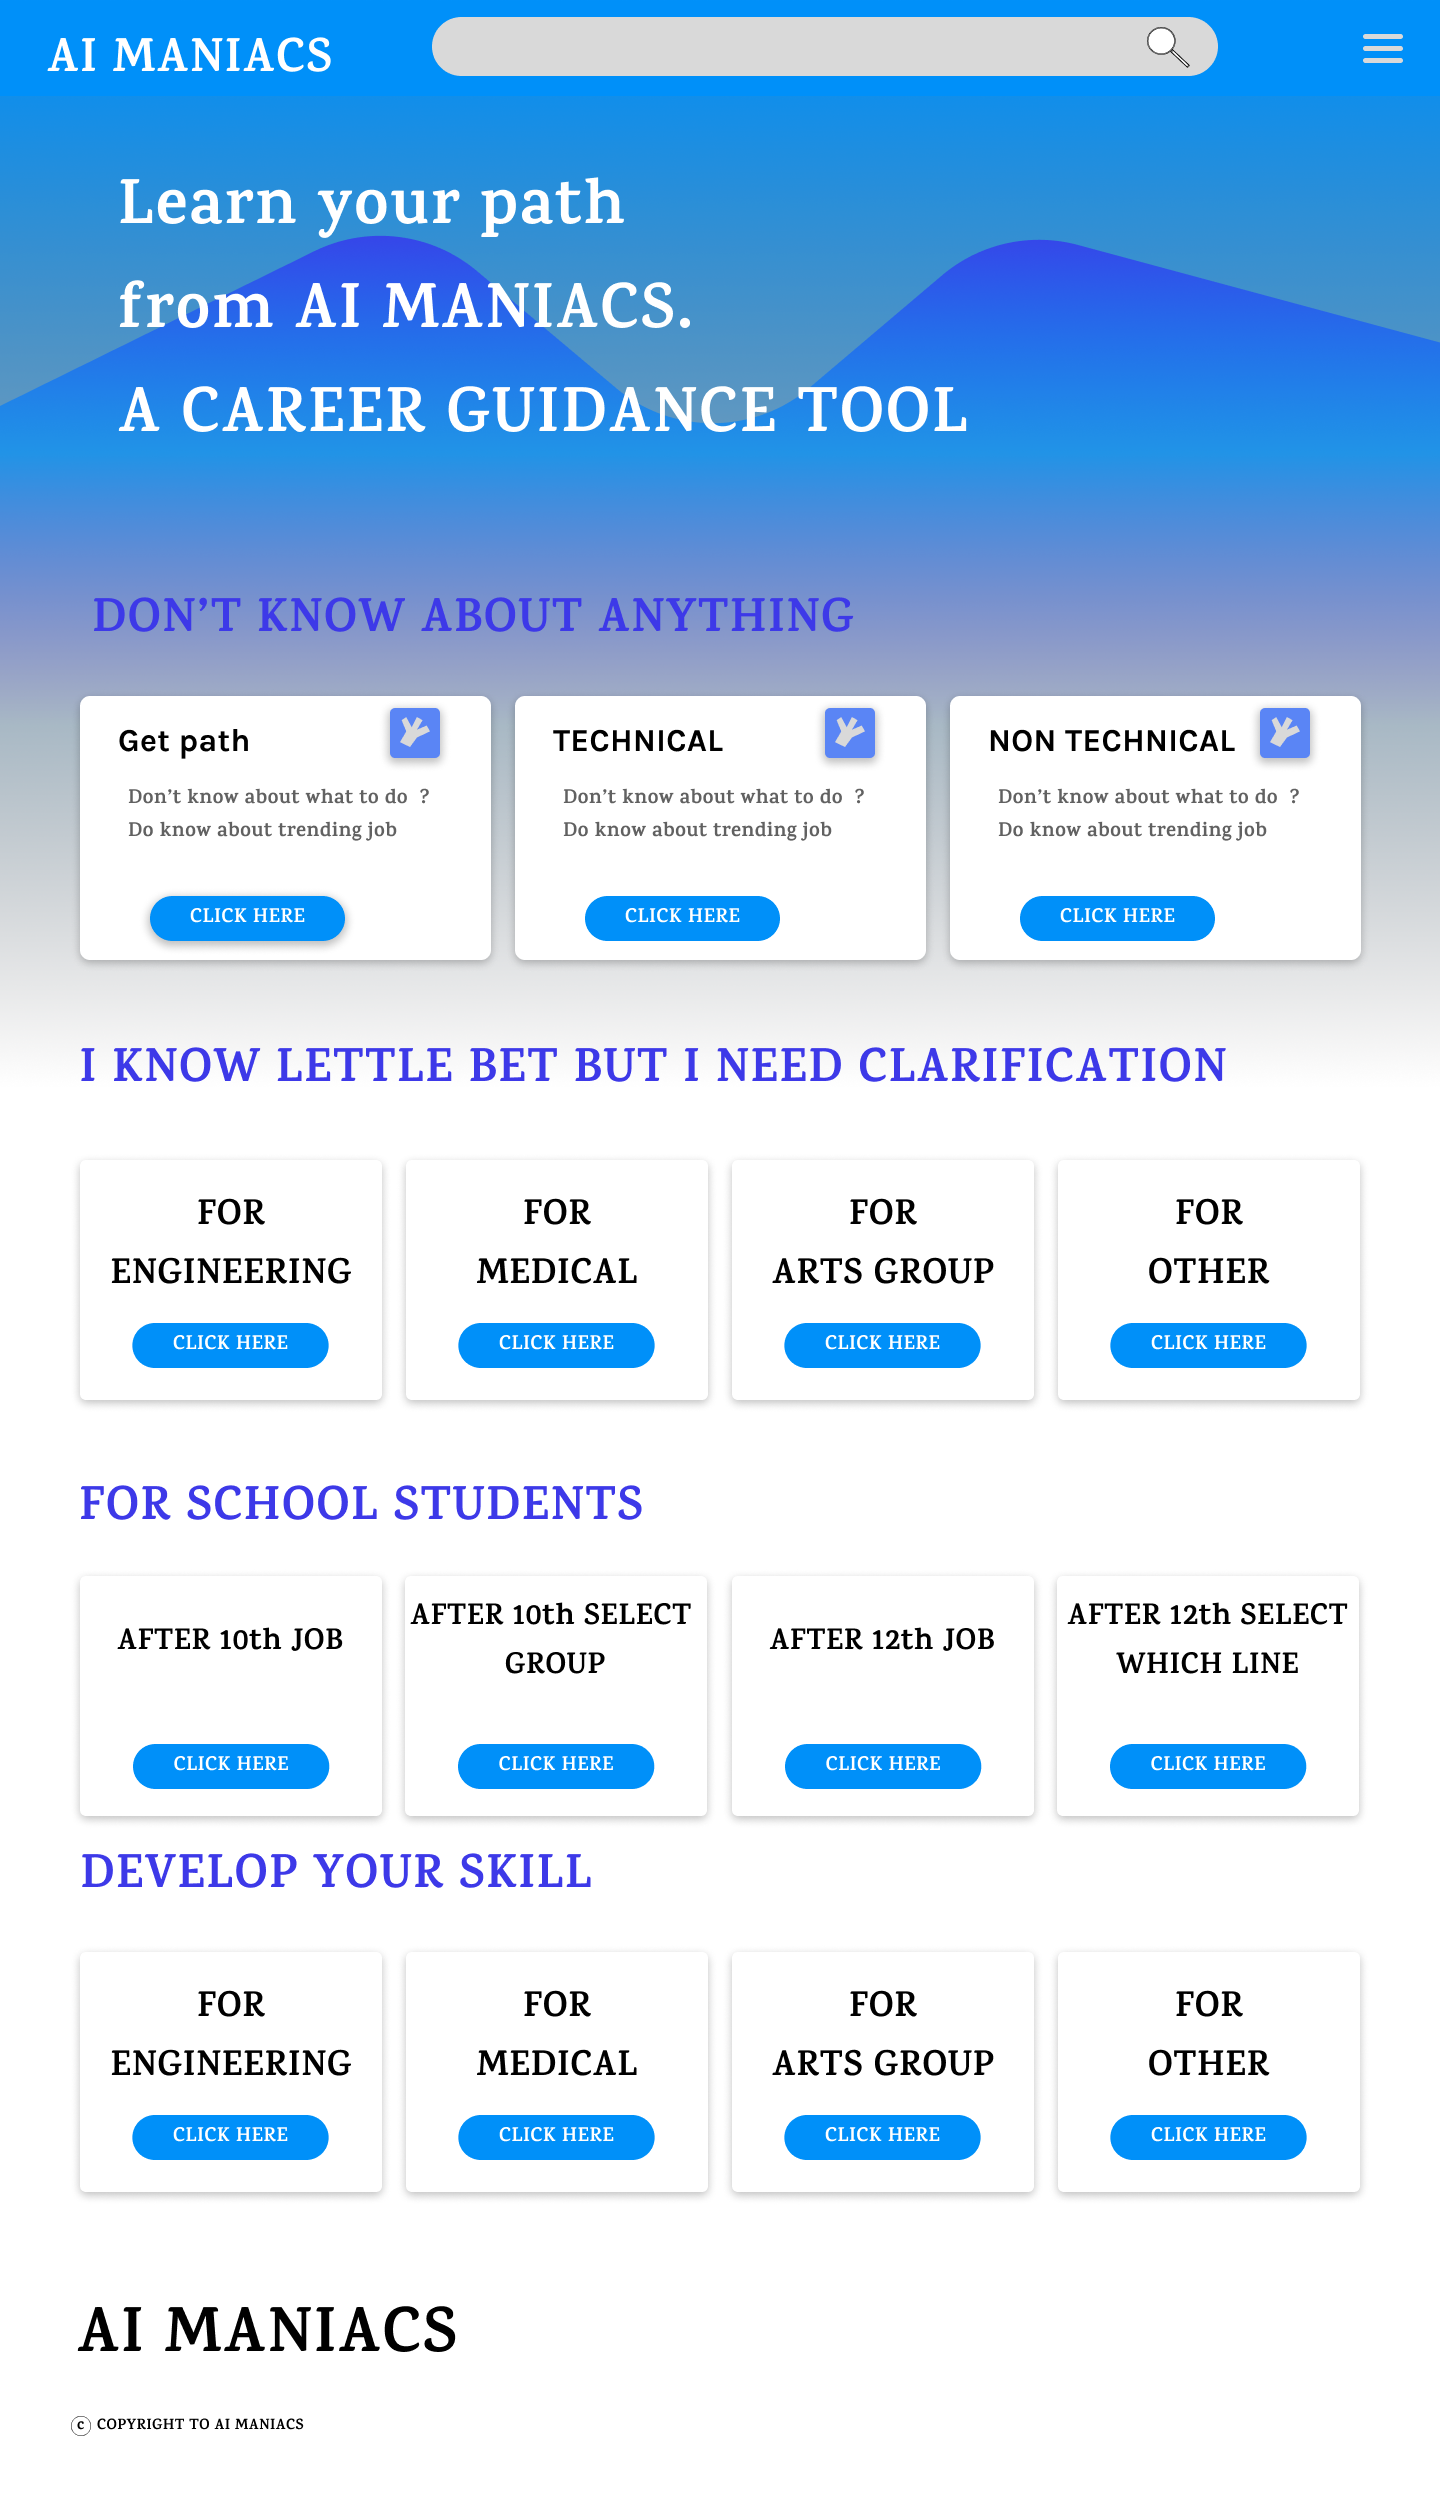 AI MANIACS
Learn your path
from AI MANIACS.
A CAREER GUIDANCE TOOL
DON’T KNOW ABOUT ANYTHING
Get path
Don’t know about what to do ?
Do know about trending job
CLICK HERE
TECHNICAL
Don’t know about what to do ?
Do know about trending job
CLICK HERE
NON TECHNICAL
Don’t know about what to do ?
Do know about trending job
CLICK HERE
I KNOW LETTLE BET BUT I NEED CLARIFICATION
FOR
ENGINEERING
CLICK HERE
FOR
MEDICAL
CLICK HERE
FOR
ARTS GROUP
CLICK HERE
FOR
OTHER
CLICK HERE
FOR SCHOOL STUDENTS
AFTER 10th JOB
CLICK HERE
AFTER 10th SELECT
GROUP
CLICK HERE
AFTER 12th JOB
CLICK HERE
AFTER 12th SELECT
WHICH LINE
CLICK HERE
DEVELOP YOUR SKILL
FOR
ENGINEERING
CLICK HERE
FOR
MEDICAL
CLICK HERE
FOR
ARTS GROUP
CLICK HERE
FOR
OTHER
CLICK HERE
AI MANIACS
© COPYRIGHT TO AI MANIACS